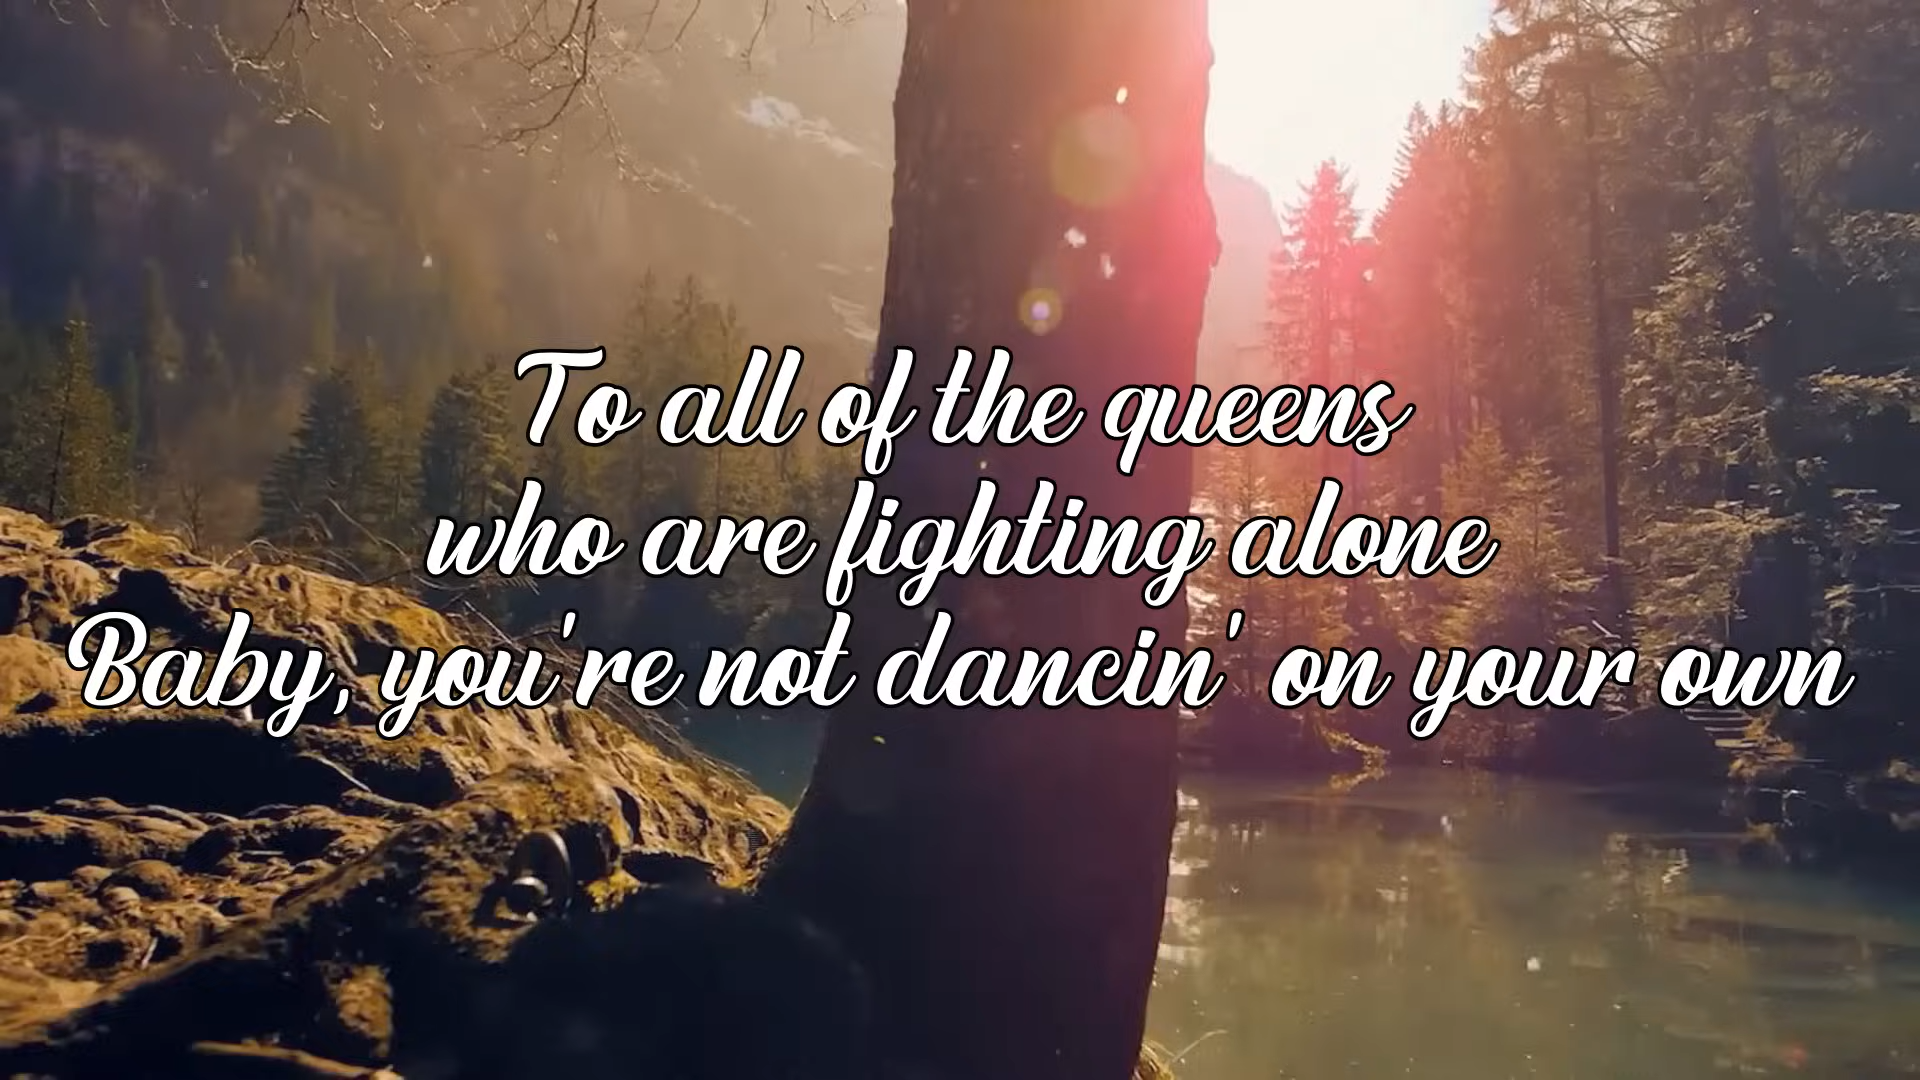 To all of the queens
who are fighting alone
Baby, you're not dancin' on your own